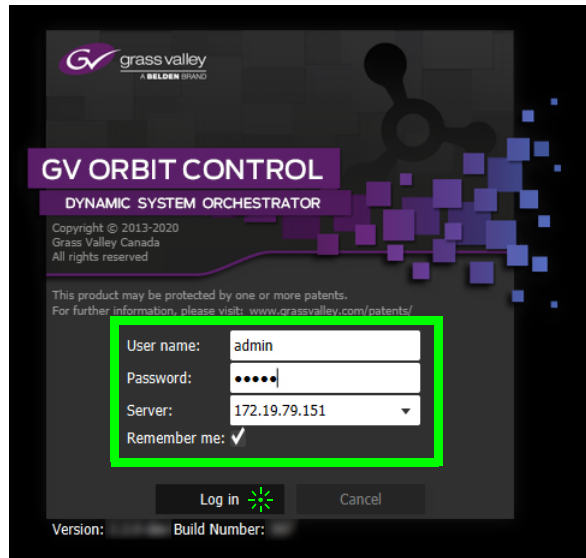 GV grass valley
A BELDEN BRAND
GV ORBIT CONTROL
DYNAMIC SYSTEM ORCHESTRATOR
Copyright © 2013-2020
Grass Valley Canada
All rights reserved
This product may be protected by one or more patents.
For further information, please visit: www.grassvalley.com/patents/
User name: admin
Password: •••••
Server: 172.19.79.151
Remember me:
Log in Cancel
Version: Build Number: